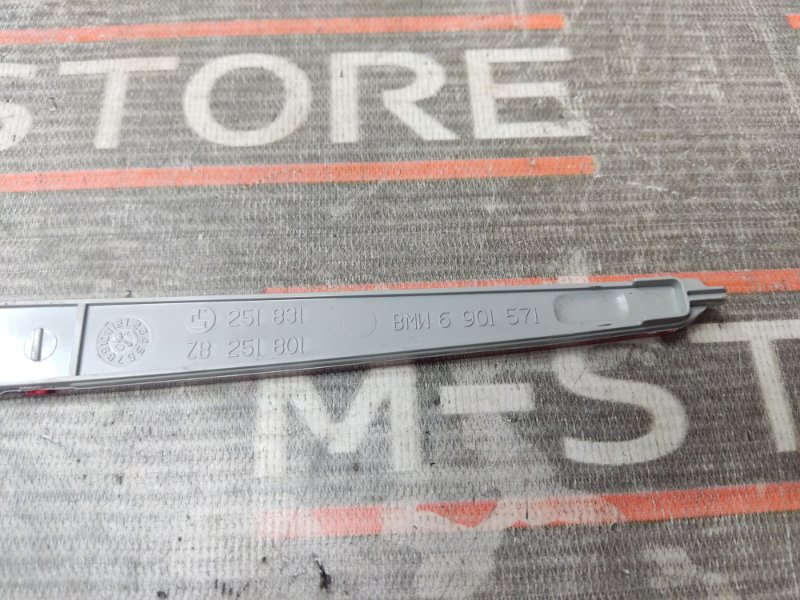 STORE
251 831
ZB 251 801
BMW 6 901 571
M-ST